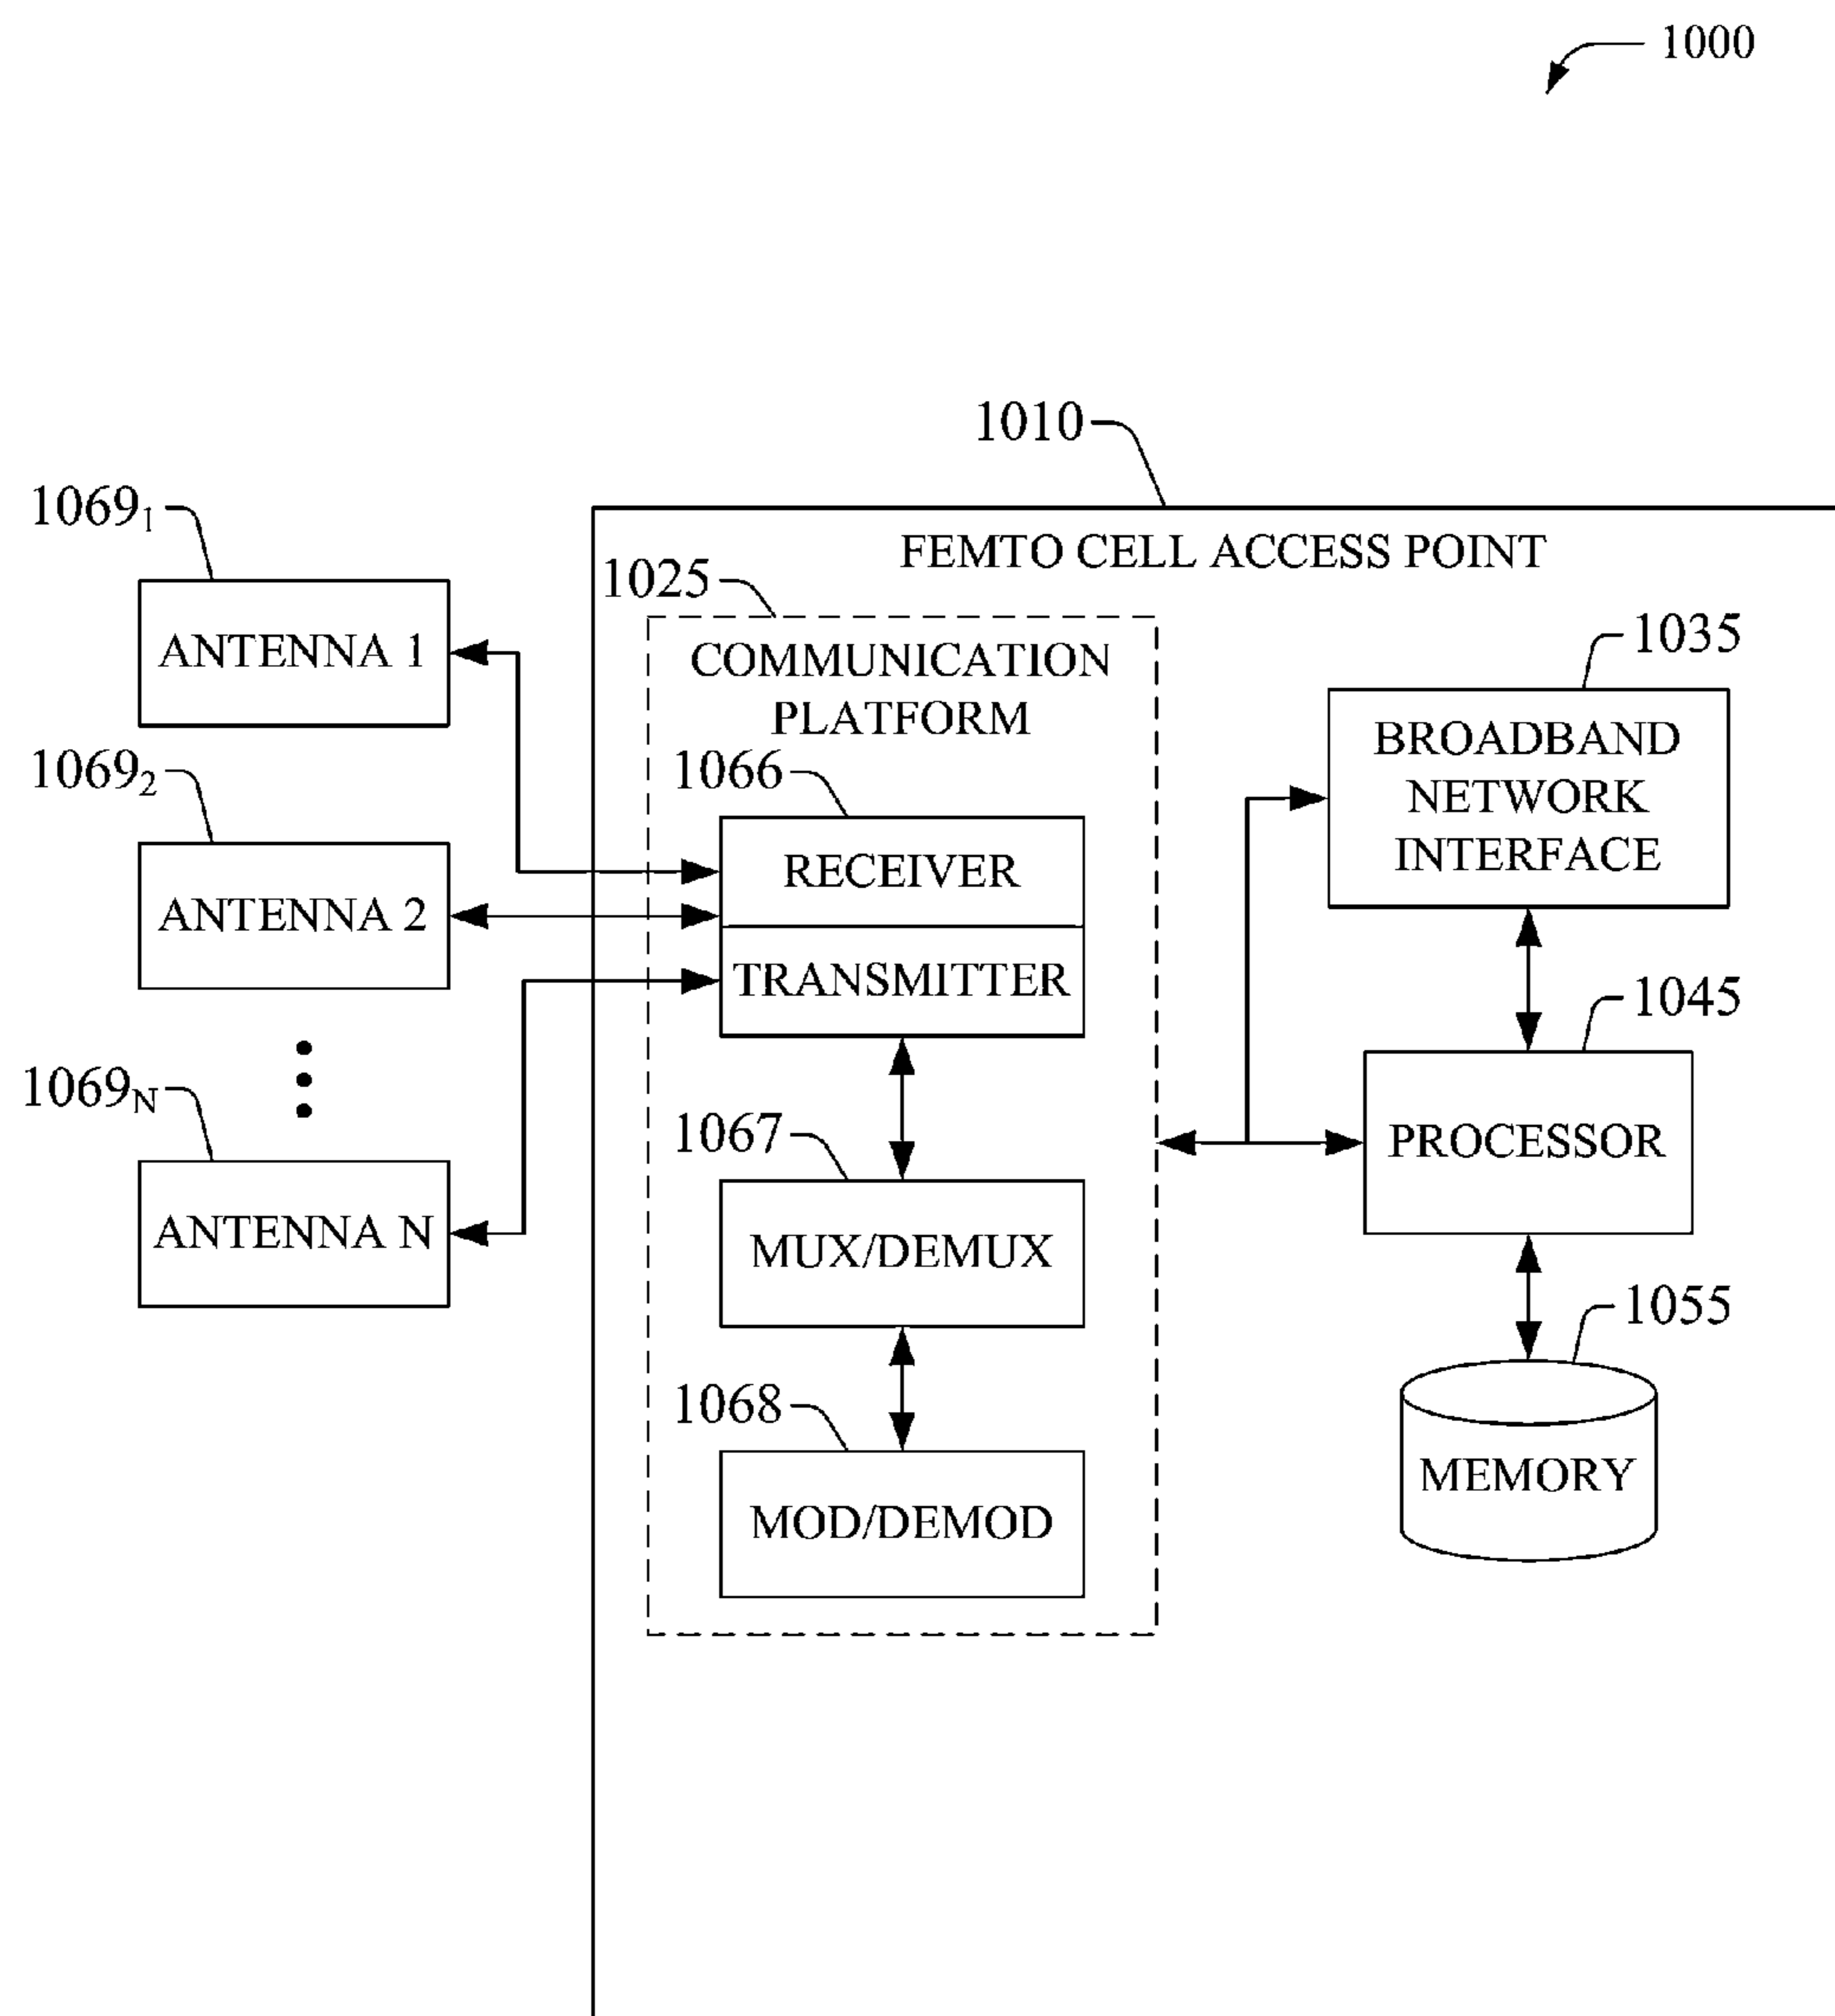 1000
1010
1069₁
FEMTO CELL ACCESS POINT
1025
ANTENNA 1
COMMUNICATION
PLATFORM
1035
BROADBAND
NETWORK
INTERFACE
1069₂
1066
RECEIVER
ANTENNA 2
TRANSMITTER
1045
1069N
1067
PROCESSOR
ANTENNA N
MUX/DEMUX
1055
1068
MEMORY
MOD/DEMOD